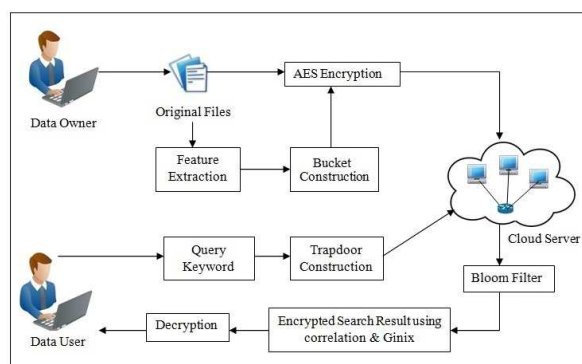 AES Encryption
Data Owner
Original Files
Feature
Extraction
Bucket
Construction
Cloud Server
Query
Keyword
Trapdoor
Construction
Bloom Filter
Data User
Decryption
Encrypted Search Result using
correlation & Ginix